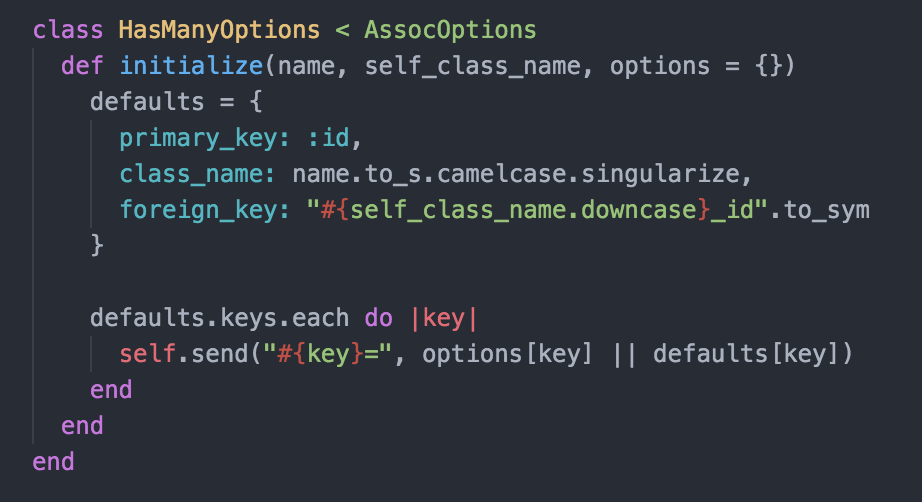 class HasManyOptions < AssocOptions
  def initialize(name, self_class_name, options = {})
    defaults = {
      primary_key: :id,
      class_name: name.to_s.camelcase.singularize,
      foreign_key: "#{self_class_name.downcase}_id".to_sym
    }

    defaults.keys.each do |key|
      self.send("#{key}=", options[key] || defaults[key])
    end
  end
end